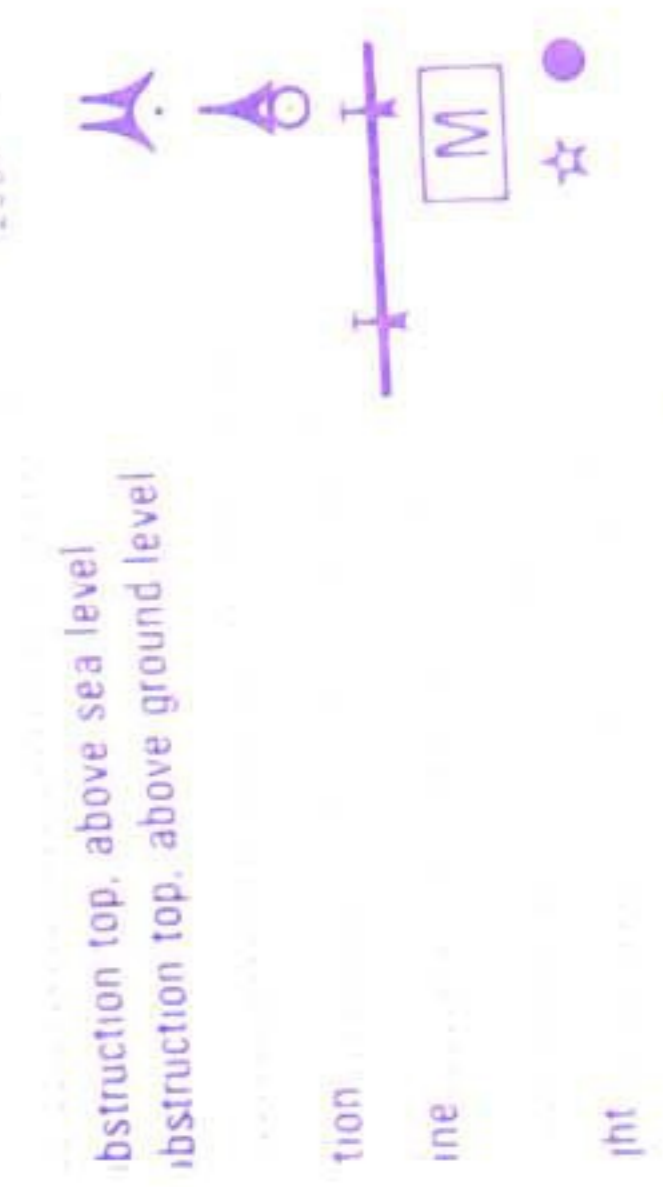 bstruction top, above sea level
bstruction top, above ground level
tion
M
ine
ht